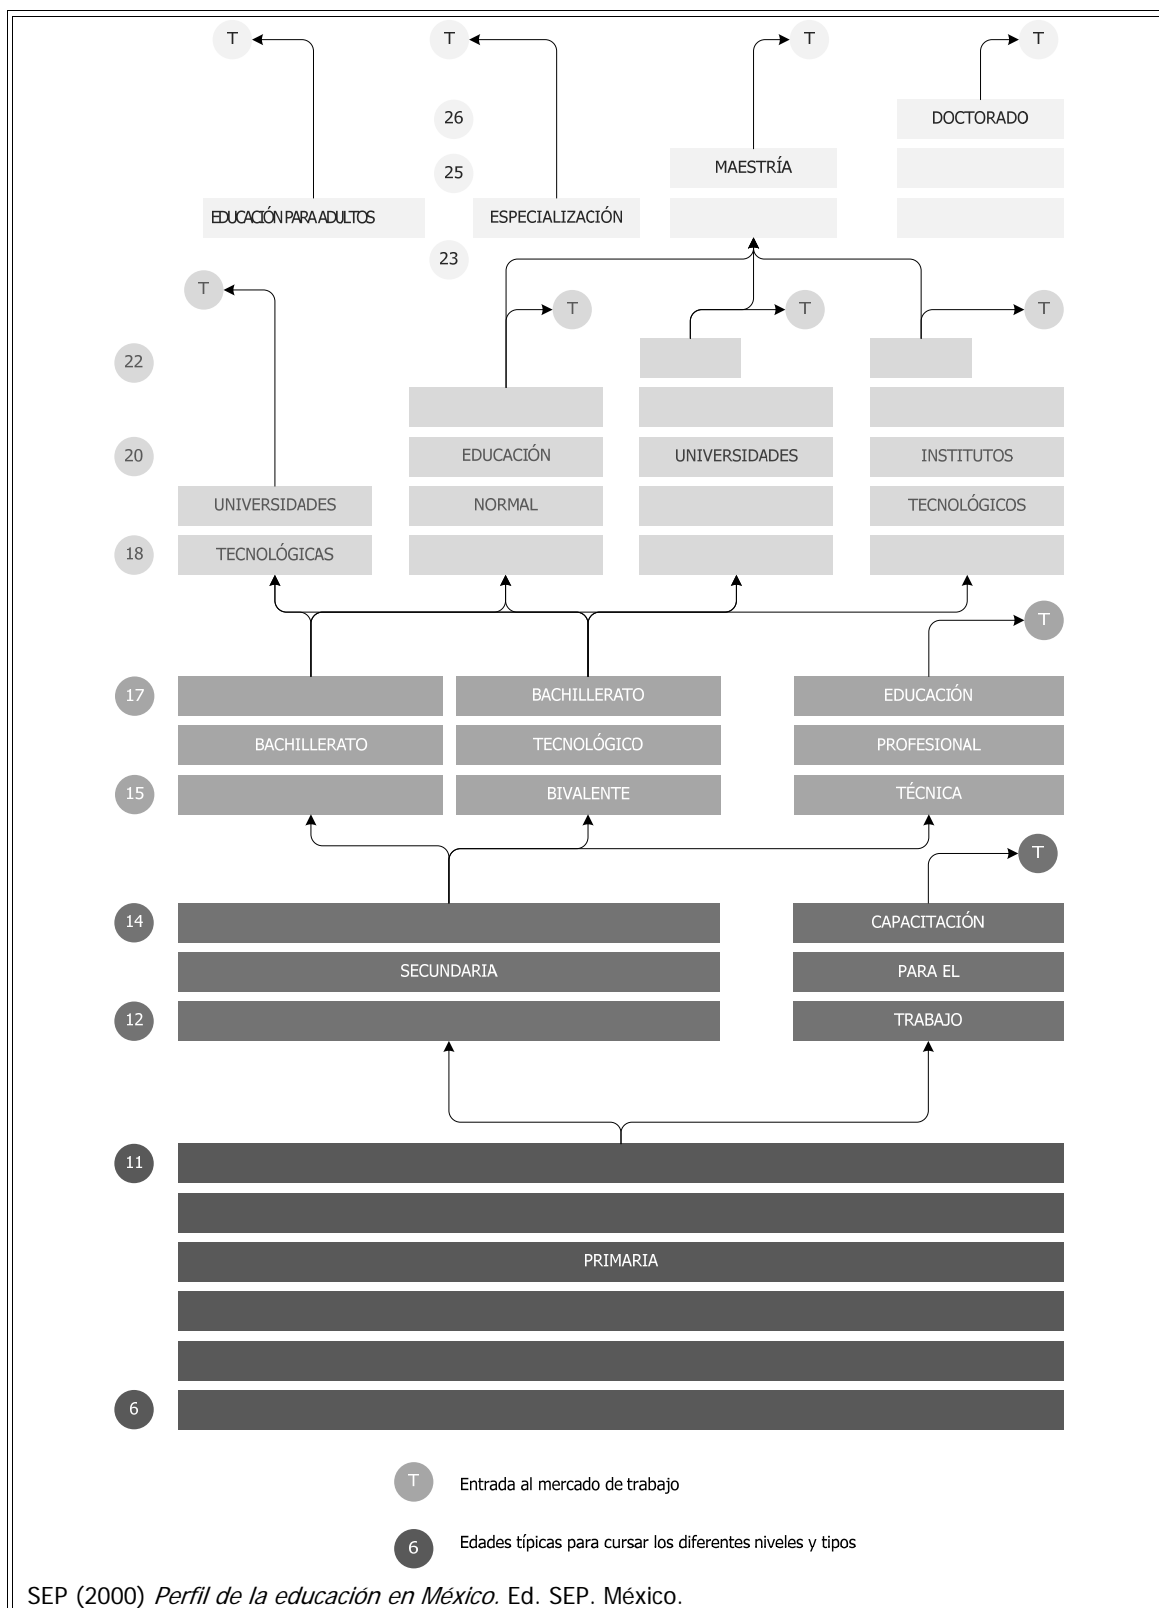 T T T T
26 DOCTORADO
25 MAESTRÍA
EDUCACIÓN PARA ADULTOS ESPECIALIZACIÓN
23
T T T T
22
20 EDUCACIÓN UNIVERSIDADES INSTITUTOS
UNIVERSIDADES NORMAL TECNOLÓGICOS
18 TECNOLÓGICAS
T
17 BACHILLERATO EDUCACIÓN
BACHILLERATO TECNOLÓGICO PROFESIONAL
15 BIVALENTE TÉCNICA
T
14 CAPACITACIÓN
SECUNDARIA PARA EL
12 TRABAJO
11
PRIMARIA
6
T Entrada al mercado de trabajo
6 Edades típicas para cursar los diferentes niveles y tipos
SEP (2000) Perfil de la educación en México. Ed. SEP. México.